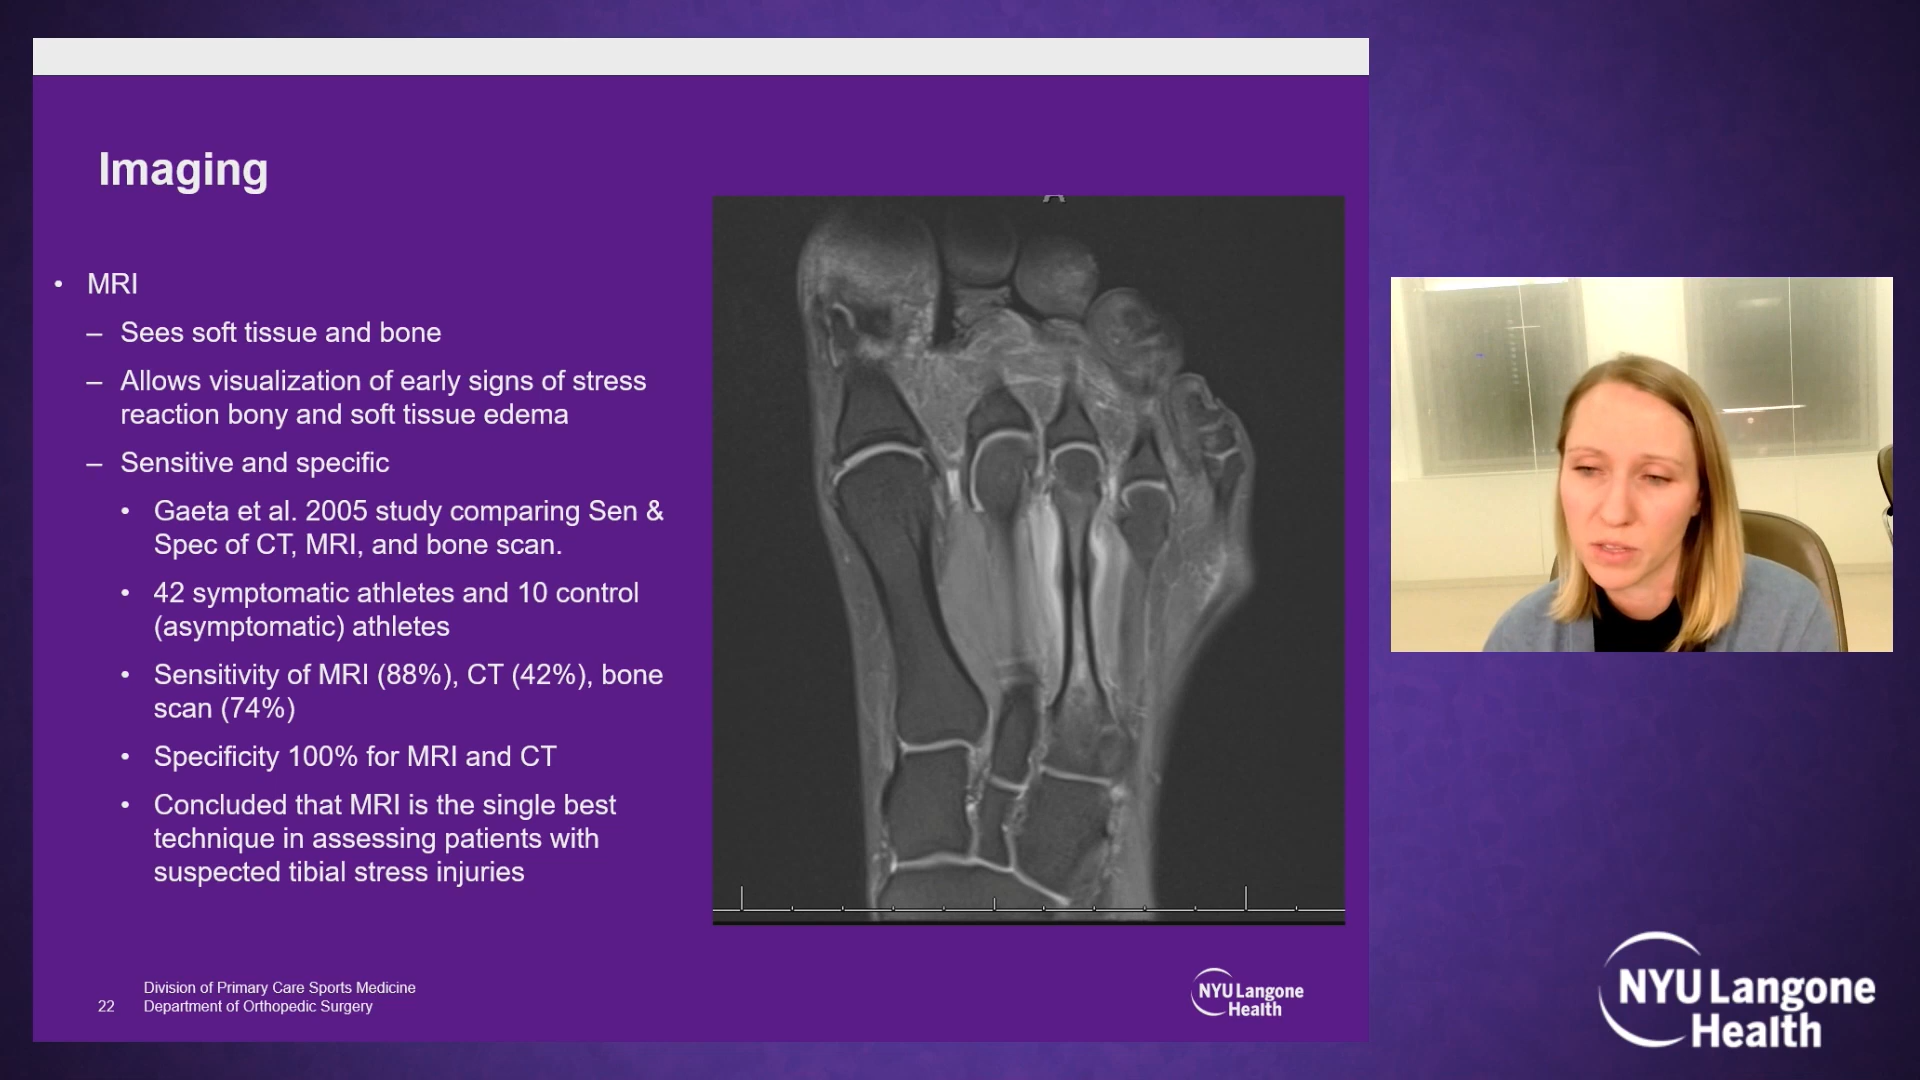 Imaging
• MRI
– Sees soft tissue and bone
– Allows visualization of early signs of stress
reaction bony and soft tissue edema
– Sensitive and specific
• Gaeta et al. 2005 study comparing Sen &
Spec of CT, MRI, and bone scan.
• 42 symptomatic athletes and 10 control
(asymptomatic) athletes
• Sensitivity of MRI (88%), CT (42%), bone
scan (74%)
• Specificity 100% for MRI and CT
• Concluded that MRI is the single best
technique in assessing patients with
suspected tibial stress injuries
Division of Primary Care Sports Medicine
22 Department of Orthopedic Surgery
NYU Langone
Health
NYU Langone
Health